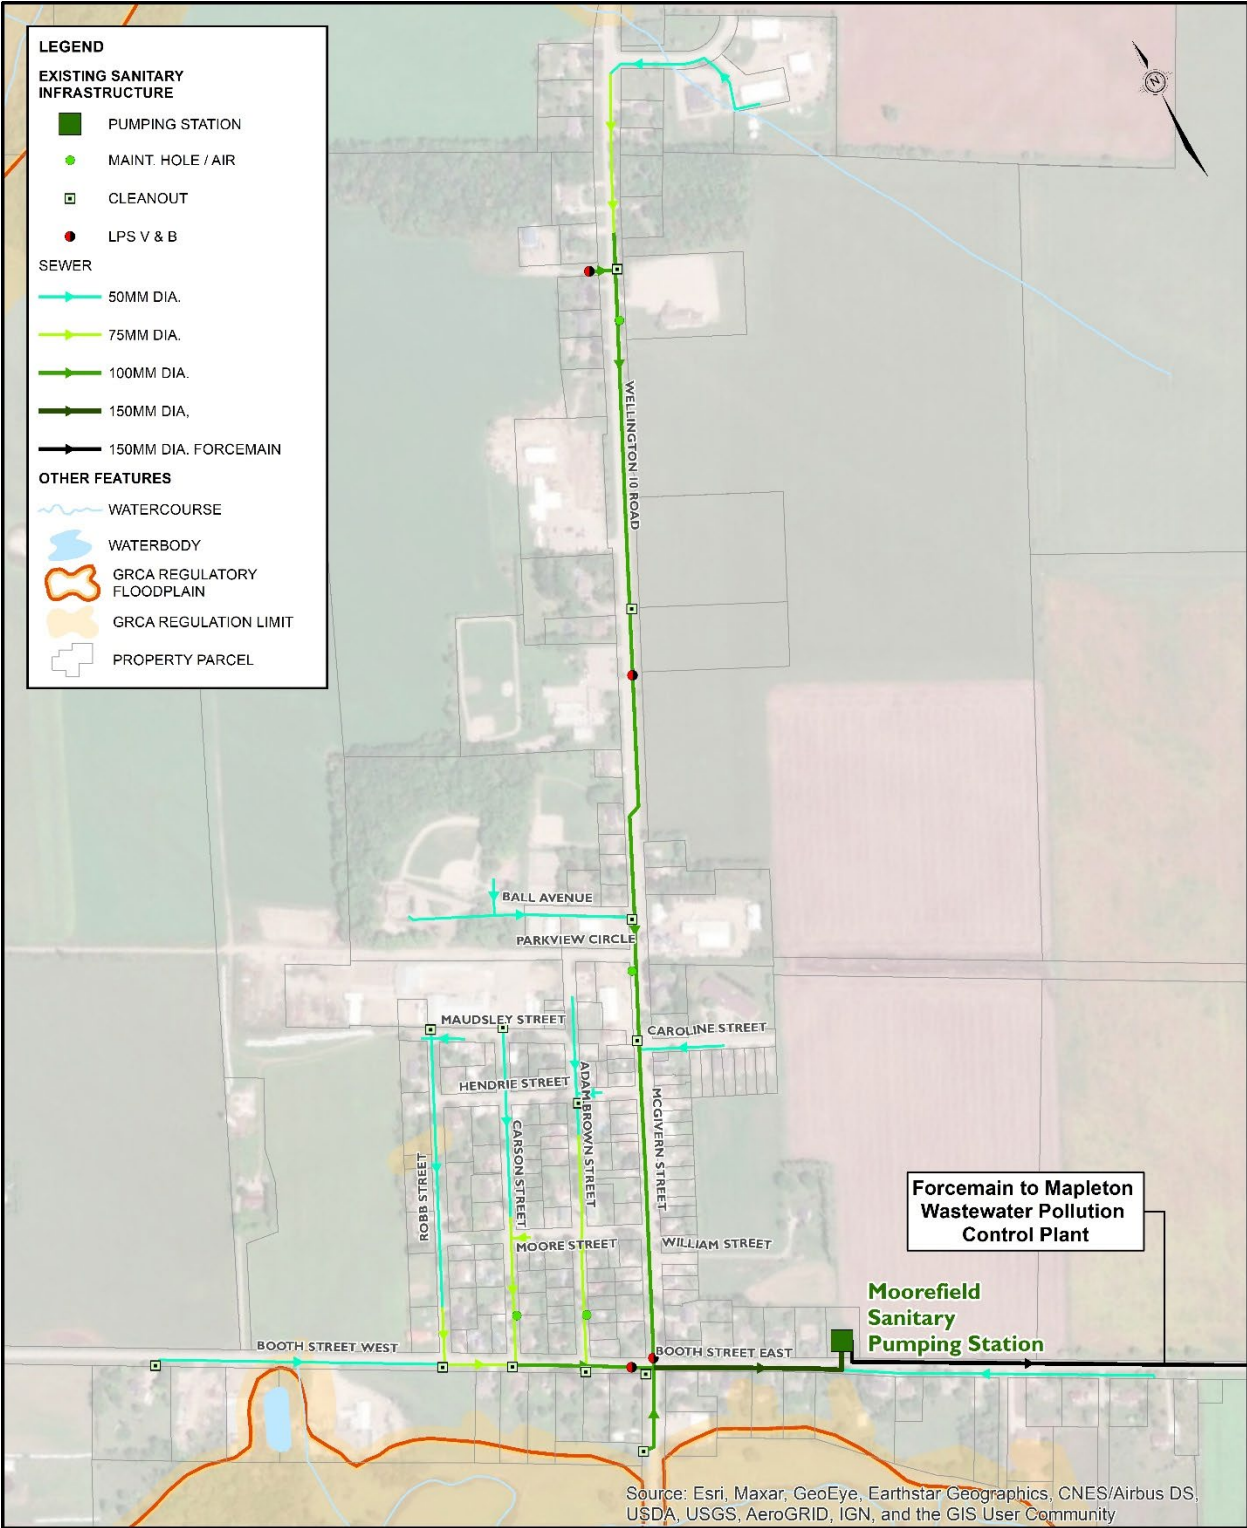 LEGEND
EXISTING SANITARY
INFRASTRUCTURE
PUMPING STATION
MAINT. HOLE / AIR
CLEANOUT
LPS V & B
SEWER
50MM DIA.
75MM DIA.
100MM DIA.
150MM DIA,
150MM DIA. FORCEMAIN
OTHER FEATURES
WATERCOURSE
WATERBODY
GRCA REGULATORY
FLOODPLAIN
GRCA REGULATION LIMIT
PROPERTY PARCEL
N
WELLINGTON 10 ROAD
BALL AVENUE
PARKVIEW CIRCLE
MAUDSLEY STREET
CAROLINE STREET
HENDRIE STREET
ADAM BROWN STREET
MCGIVERN STREET
CARSON STREET
ROBB STREET
MOORE STREET
WILLIAM STREET
Forcemain to Mapleton
Wastewater Pollution
Control Plant
Moorefield
Sanitary
Pumping Station
BOOTH STREET WEST
BOOTH STREET EAST
Source: Esri, Maxar, GeoEye, Earthstar Geographics, CNES/Airbus DS,
USDA, USGS, AeroGRID, IGN, and the GIS User Community